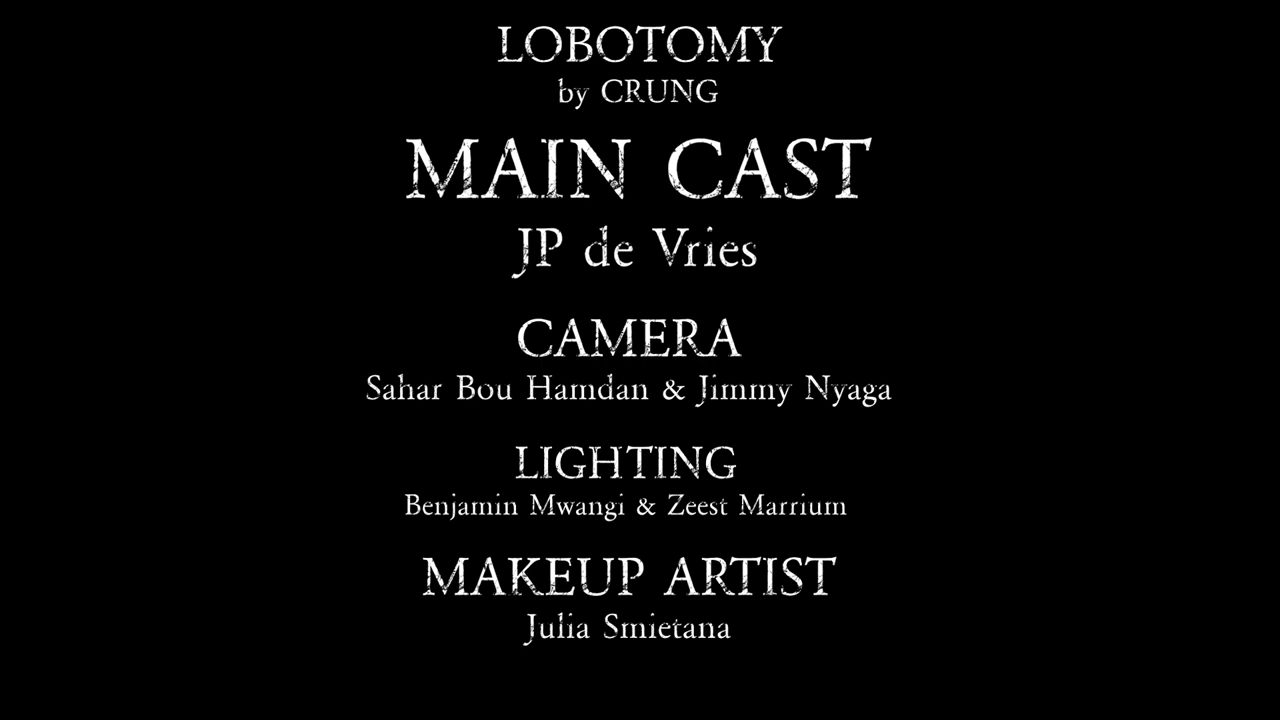 LOBOTOMY
by CRUNG
MAIN CAST
JP de Vries
CAMERA
Sahar Bou Hamdan & Jimmy Nyaga
LIGHTING
Benjamin Mwangi & Zeest Marrium
MAKEUP ARTIST
Julia Smietana